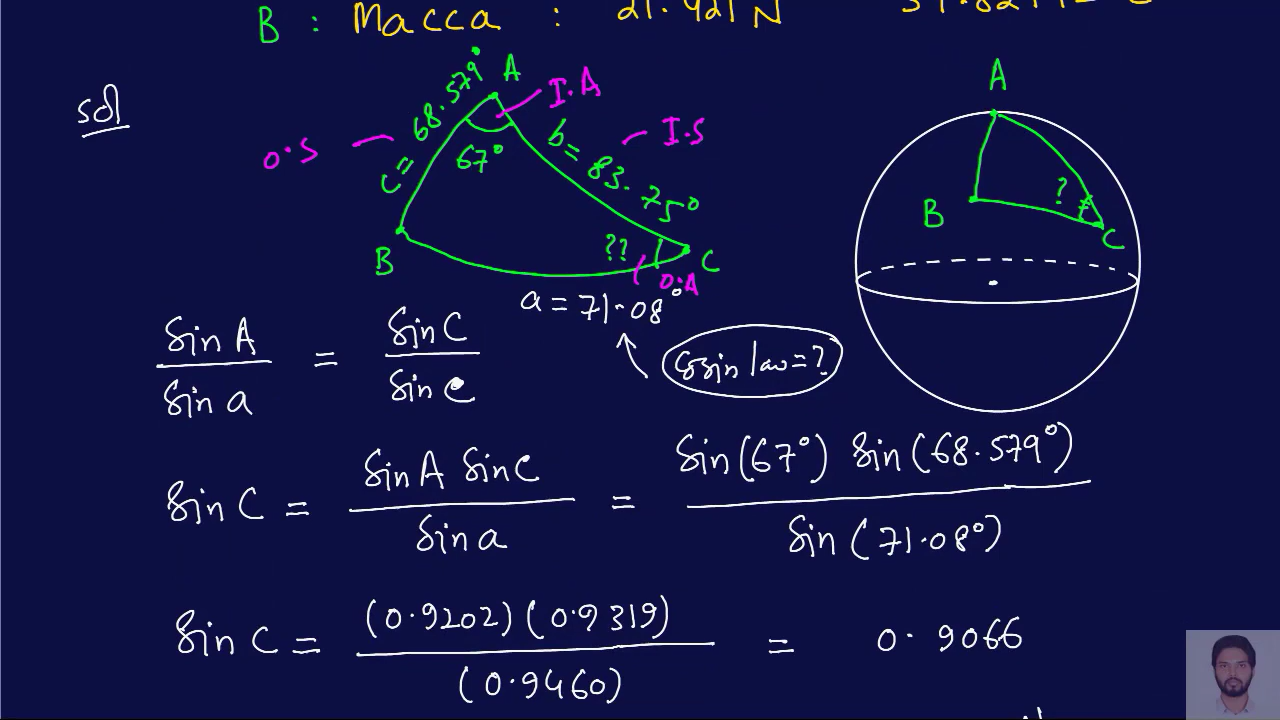 B : Macca : 21.421 N
sol
A
I.A
c = 68.579°
O.S
67°
b = 83.75°
I.S
B
??
C
O.A
a = 71.08°
8sin law = ?
A
B
?
C
Sin A / Sin a = Sin C / Sin c
Sin C = Sin A Sin c / Sin a = Sin(67°) Sin(68.579°) / Sin(71.08°)
Sin C = (0.9202)(0.9319) / (0.9460) = 0.9066